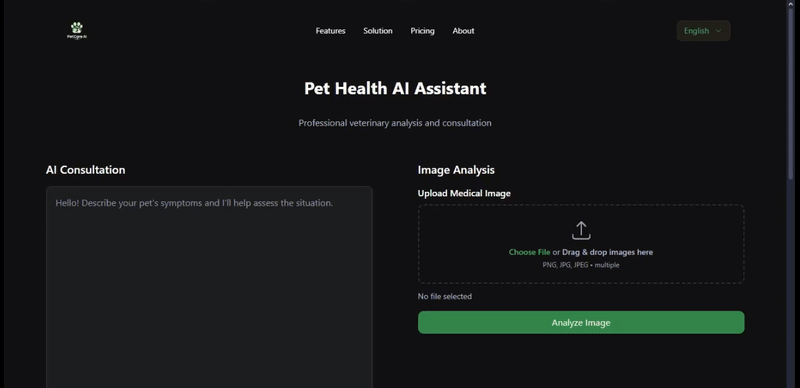 PetCare AI
Features Solution Pricing About
English
Pet Health AI Assistant
Professional veterinary analysis and consultation
AI Consultation
Hello! Describe your pet's symptoms and I'll help assess the situation.
Image Analysis
Upload Medical Image
Choose File or Drag & drop images here
PNG, JPG, JPEG • multiple
No file selected
Analyze Image